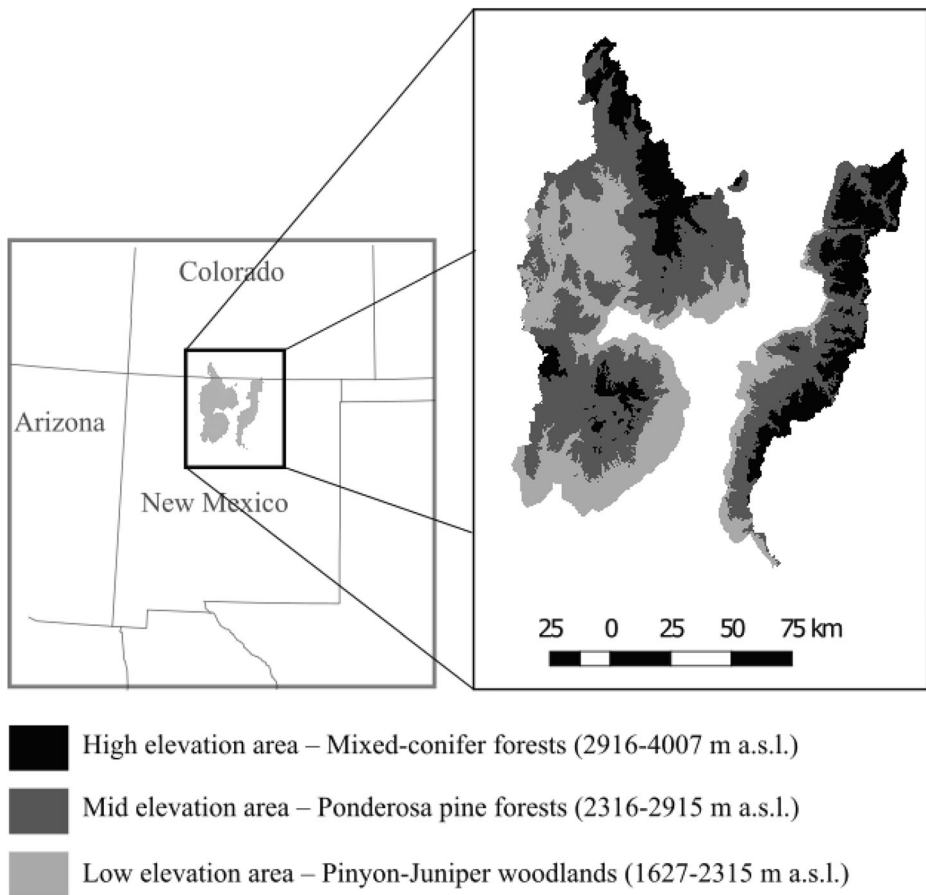 Colorado
Arizona
New Mexico
25 0 25 50 75 km
High elevation area – Mixed-conifer forests (2916-4007 m a.s.l.)
Mid elevation area – Ponderosa pine forests (2316-2915 m a.s.l.)
Low elevation area – Pinyon-Juniper woodlands (1627-2315 m a.s.l.)